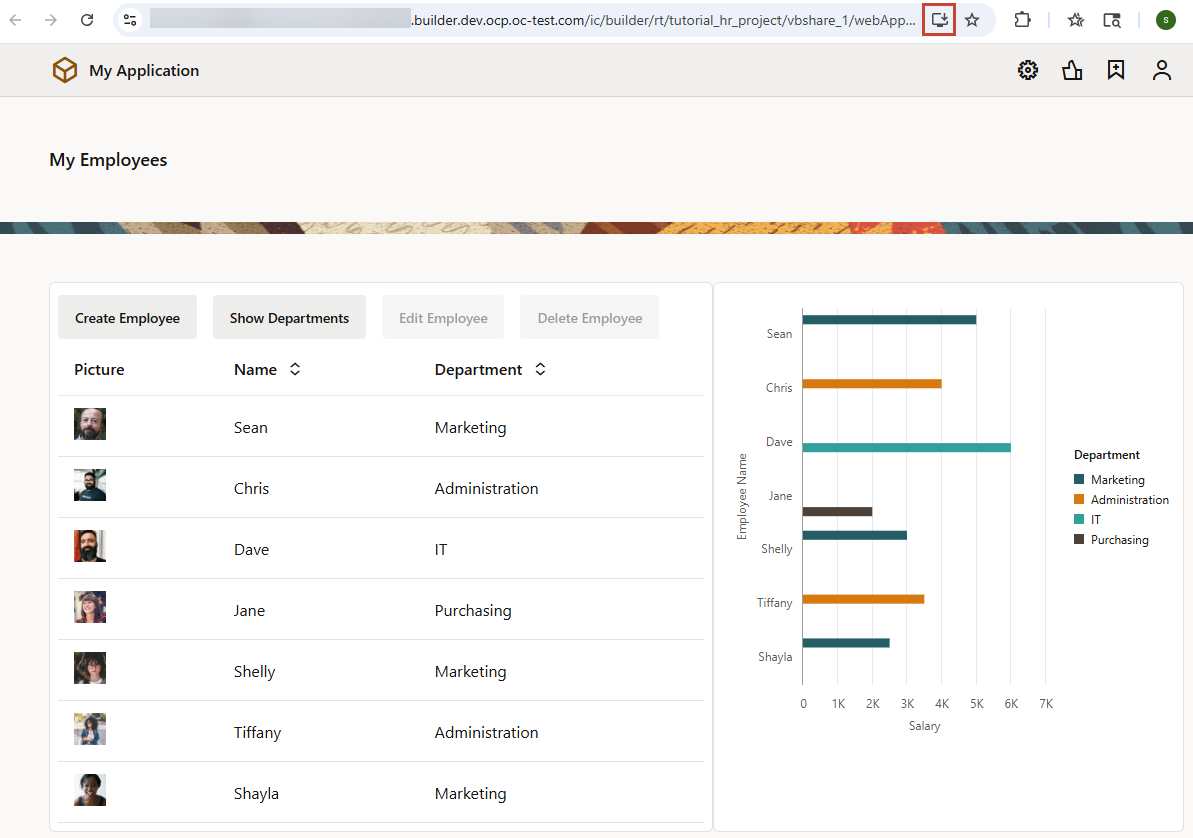 .builder.dev.ocp.oc-test.com/ic/builder/rt/tutorial_hr_project/vbshare_1/webApp...
s
My Application
My Employees
Create Employee
Show Departments
Edit Employee
Delete Employee
Picture
Name
Department
Sean
Marketing
Chris
Administration
Dave
IT
Jane
Purchasing
Shelly
Marketing
Tiffany
Administration
Shayla
Marketing
Employee Name
Sean
Chris
Dave
Jane
Shelly
Tiffany
Shayla
0 1K 2K 3K 4K 5K 6K 7K
Salary
Department
Marketing
Administration
IT
Purchasing